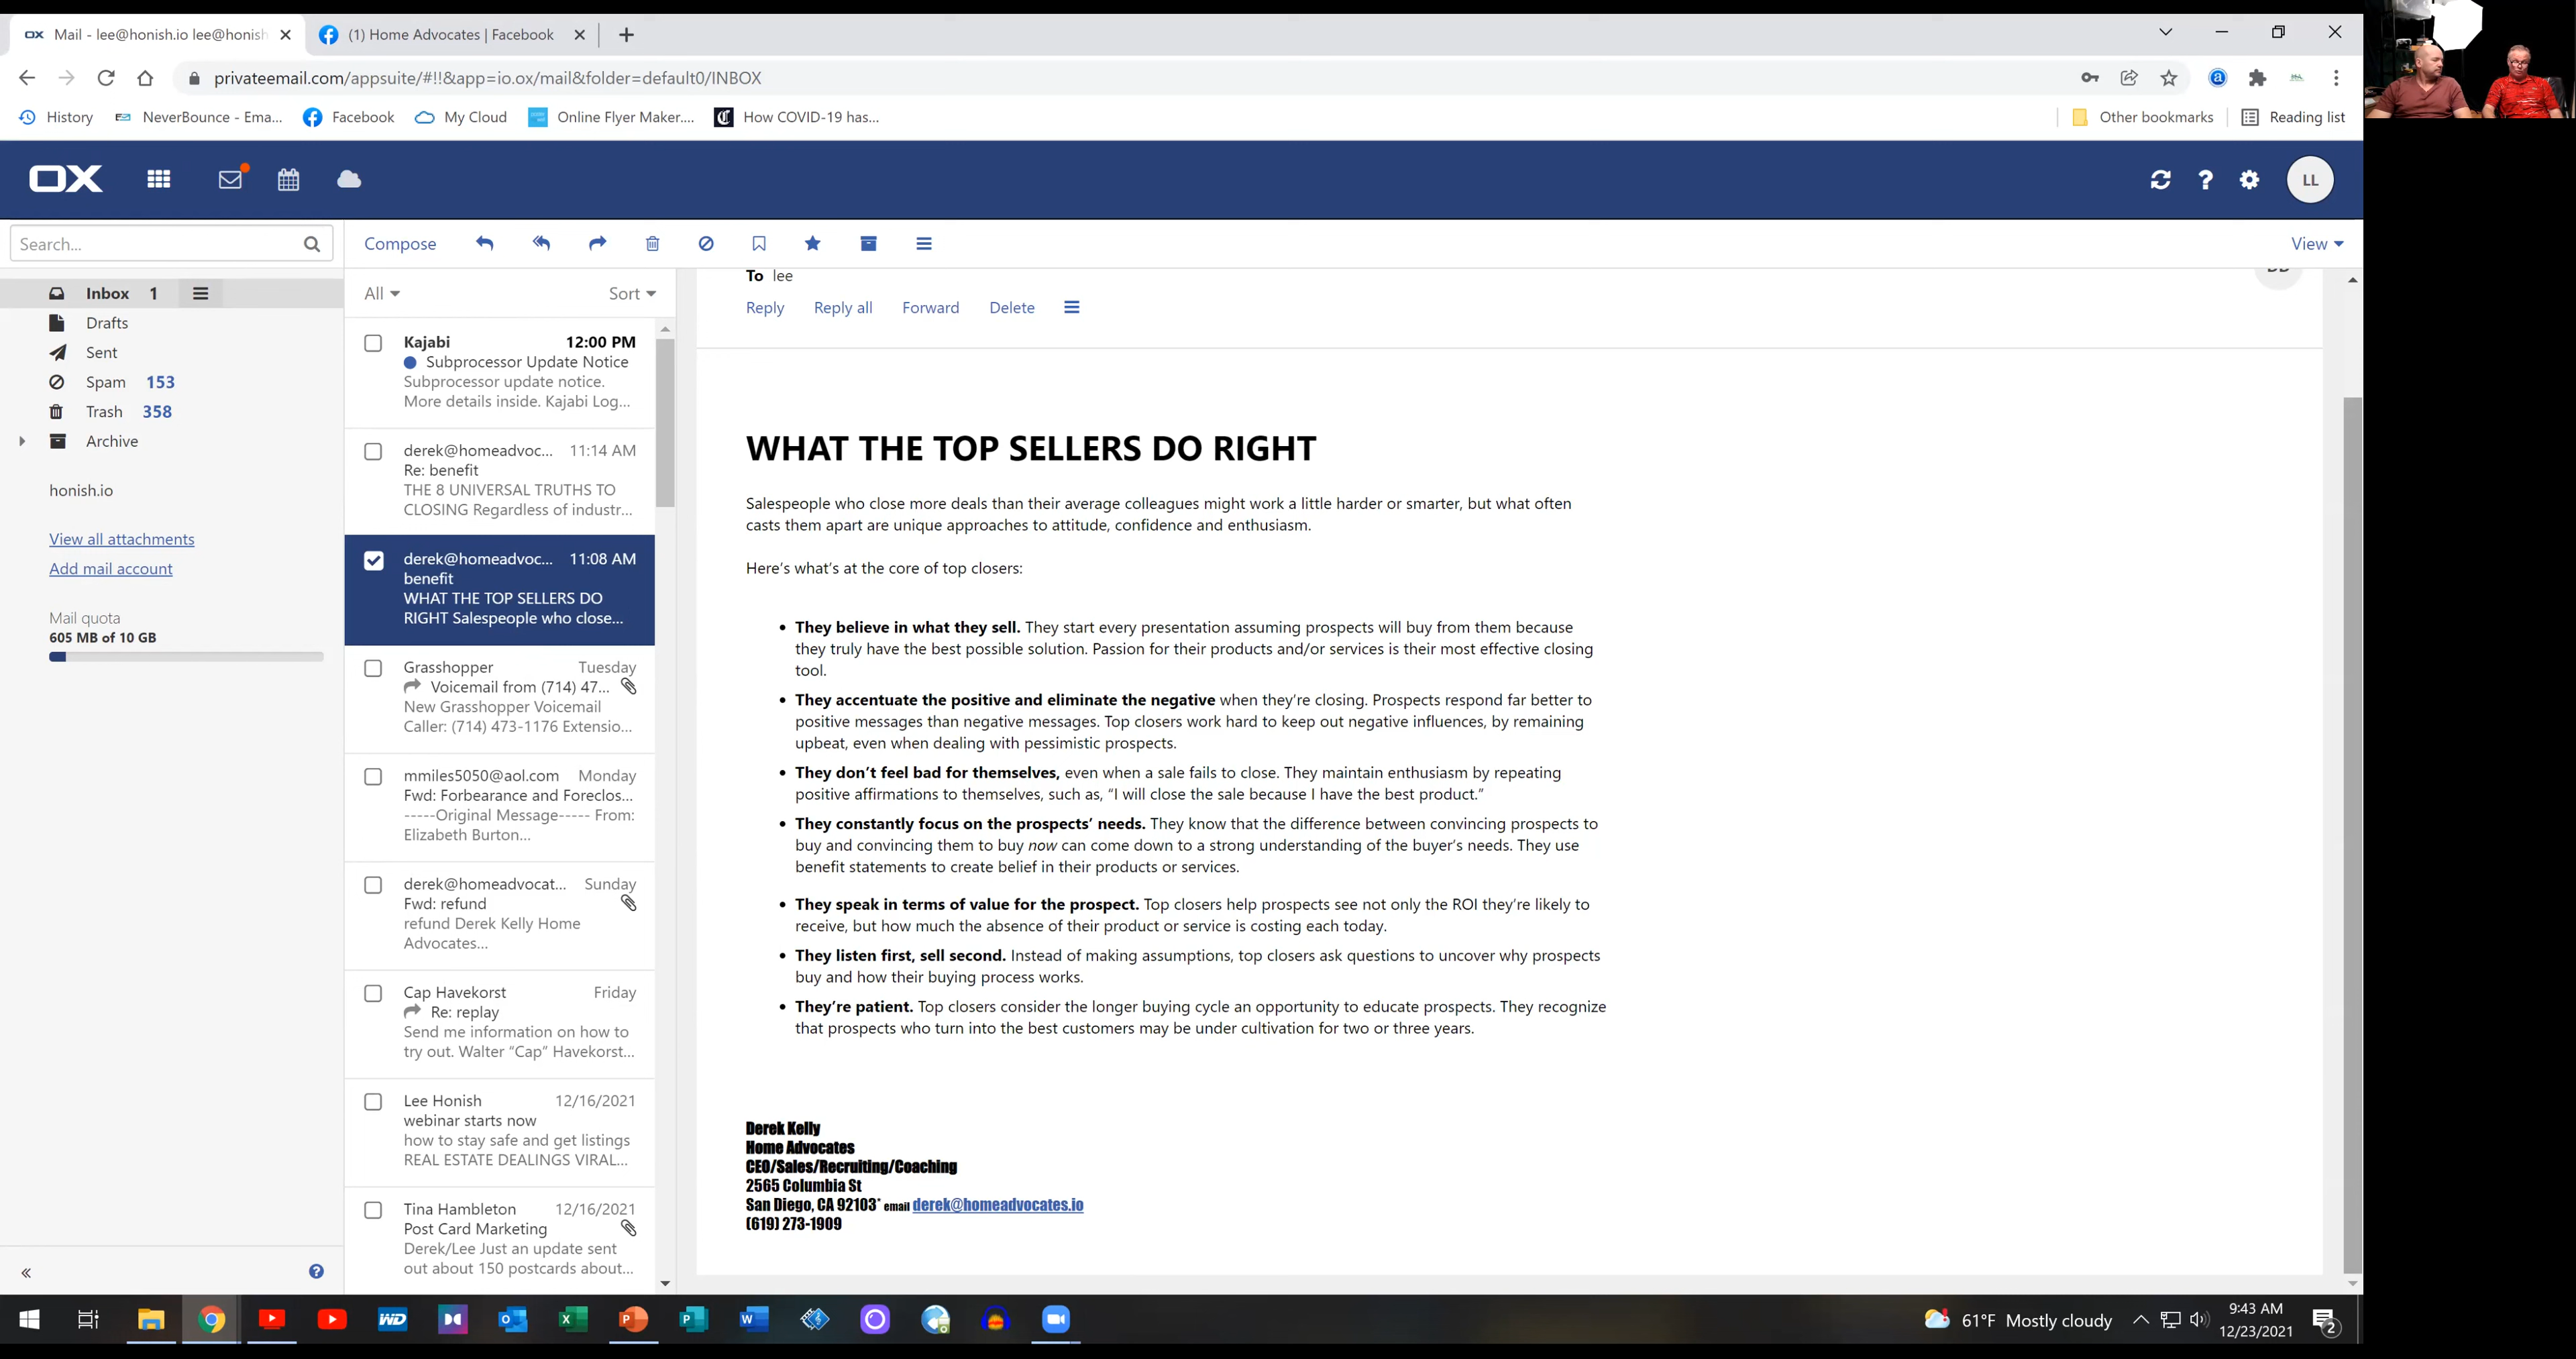 Mail - lee@honish.io lee@honish
(1) Home Advocates | Facebook
privateemail.com/appsuite/#!!&app=io.ox/mail&folder=default0/INBOX
History
NeverBounce - Ema...
Facebook
My Cloud
Online Flyer Maker....
How COVID-19 has...
Other bookmarks
Reading list
OX
LL
Search...
Compose
View
Inbox 1
Drafts
Sent
Spam 153
Trash 358
Archive
honish.io
View all attachments
Add mail account
Mail quota
605 MB of 10 GB
All
Sort
Kajabi 12:00 PM
Subprocessor Update Notice
Subprocessor update notice.
More details inside. Kajabi Log...
derek@homeadvoc... 11:14 AM
Re: benefit
THE 8 UNIVERSAL TRUTHS TO
CLOSING Regardless of industr...
derek@homeadvoc... 11:08 AM
benefit
WHAT THE TOP SELLERS DO
RIGHT Salespeople who close...
Grasshopper Tuesday
Voicemail from (714) 47...
New Grasshopper Voicemail
Caller: (714) 473-1176 Extensio...
mmiles5050@aol.com Monday
Fwd: Forbearance and Foreclos...
-----Original Message----- From:
Elizabeth Burton...
derek@homeadvocat... Sunday
Fwd: refund
refund Derek Kelly Home
Advocates...
Cap Havekorst Friday
Re: replay
Send me information on how to
try out. Walter “Cap” Havekorst...
Lee Honish 12/16/2021
webinar starts now
how to stay safe and get listings
REAL ESTATE DEALINGS VIRAL...
Tina Hambleton 12/16/2021
Post Card Marketing
Derek/Lee Just an update sent
out about 150 postcards about...
To lee
Reply Reply all Forward Delete
WHAT THE TOP SELLERS DO RIGHT
Salespeople who close more deals than their average colleagues might work a little harder or smarter, but what often
casts them apart are unique approaches to attitude, confidence and enthusiasm.
Here’s what’s at the core of top closers:
• They believe in what they sell. They start every presentation assuming prospects will buy from them because
they truly have the best possible solution. Passion for their products and/or services is their most effective closing
tool.
• They accentuate the positive and eliminate the negative when they’re closing. Prospects respond far better to
positive messages than negative messages. Top closers work hard to keep out negative influences, by remaining
upbeat, even when dealing with pessimistic prospects.
• They don’t feel bad for themselves, even when a sale fails to close. They maintain enthusiasm by repeating
positive affirmations to themselves, such as, “I will close the sale because I have the best product.”
• They constantly focus on the prospects’ needs. They know that the difference between convincing prospects to
buy and convincing them to buy now can come down to a strong understanding of the buyer’s needs. They use
benefit statements to create belief in their products or services.
• They speak in terms of value for the prospect. Top closers help prospects see not only the ROI they’re likely to
receive, but how much the absence of their product or service is costing each today.
• They listen first, sell second. Instead of making assumptions, top closers ask questions to uncover why prospects
buy and how their buying process works.
• They’re patient. Top closers consider the longer buying cycle an opportunity to educate prospects. They recognize
that prospects who turn into the best customers may be under cultivation for two or three years.
Derek Kelly
Home Advocates
CEO/Sales/Recruiting/Coaching
2565 Columbia St
San Diego, CA 92103* email derek@homeadvocates.io
(619) 273-1909
61°F Mostly cloudy
9:43 AM
12/23/2021
2